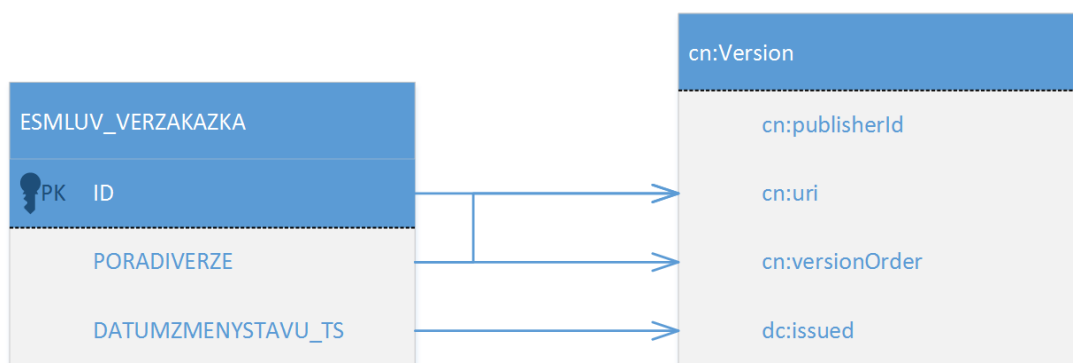 ESMLUV_VERZAKAZKA
PK ID
PORADIVERZE
DATUMZMENYSTAVU_TS
cn:Version
cn:publisherId
cn:uri
cn:versionOrder
dc:issued